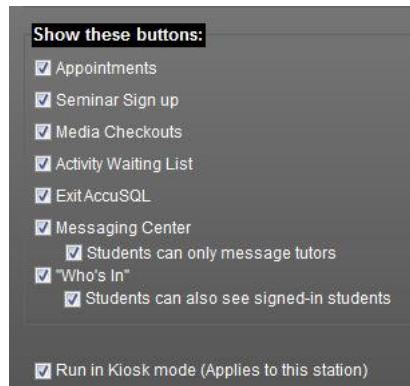 Show these buttons:
Appointments
Seminar Sign up
Media Checkouts
Activity Waiting List
Exit AccuSQL
Messaging Center
Students can only message tutors
"Who's In"
Students can also see signed-in students
Run in Kiosk mode (Applies to this station)